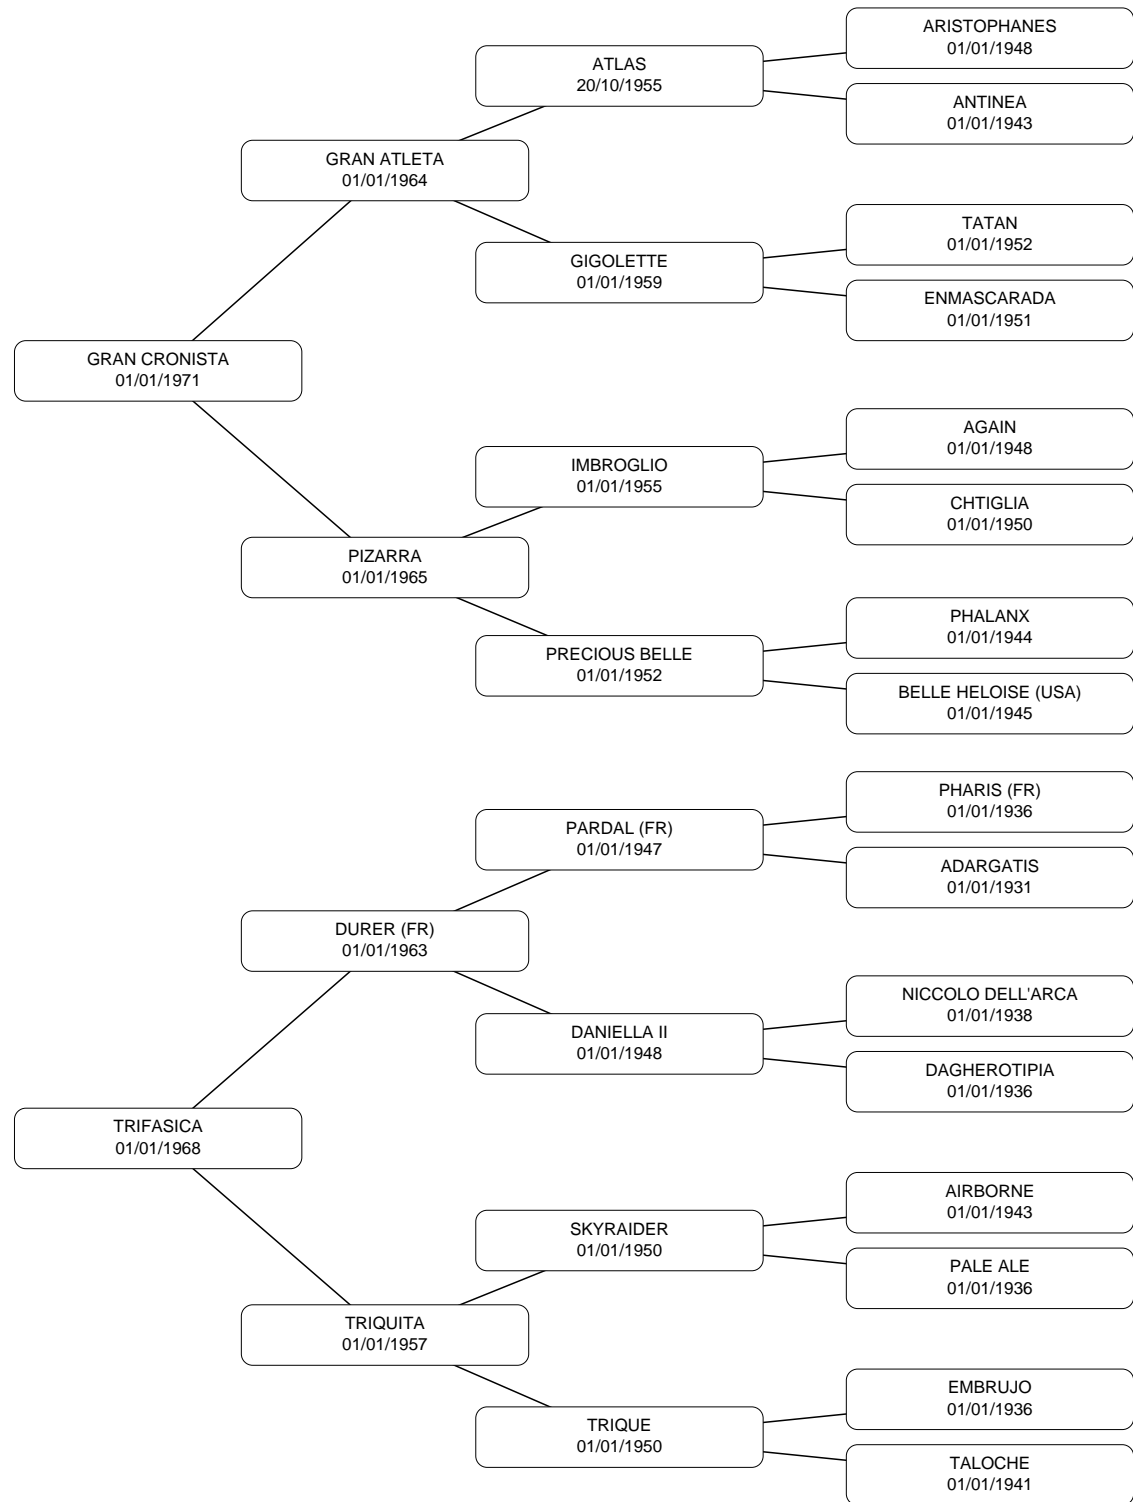 ARISTOPHANES
01/01/1948
ATLAS
20/10/1955
ANTINEA
01/01/1943
GRAN ATLETA
01/01/1964
TATAN
01/01/1952
GIGOLETTE
01/01/1959
ENMASCARADA
01/01/1951
GRAN CRONISTA
01/01/1971
AGAIN
01/01/1948
IMBROGLIO
01/01/1955
CHTIGLIA
01/01/1950
PIZARRA
01/01/1965
PHALANX
01/01/1944
PRECIOUS BELLE
01/01/1952
BELLE HELOISE (USA)
01/01/1945
PHARIS (FR)
01/01/1936
PARDAL (FR)
01/01/1947
ADARGATIS
01/01/1931
DURER (FR)
01/01/1963
NICCOLO DELL'ARCA
01/01/1938
DANIELLA II
01/01/1948
DAGHEROTIPIA
01/01/1936
TRIFASICA
01/01/1968
AIRBORNE
01/01/1943
SKYRAIDER
01/01/1950
PALE ALE
01/01/1936
TRIQUITA
01/01/1957
EMBRUJO
01/01/1936
TRIQUE
01/01/1950
TALOCHE
01/01/1941